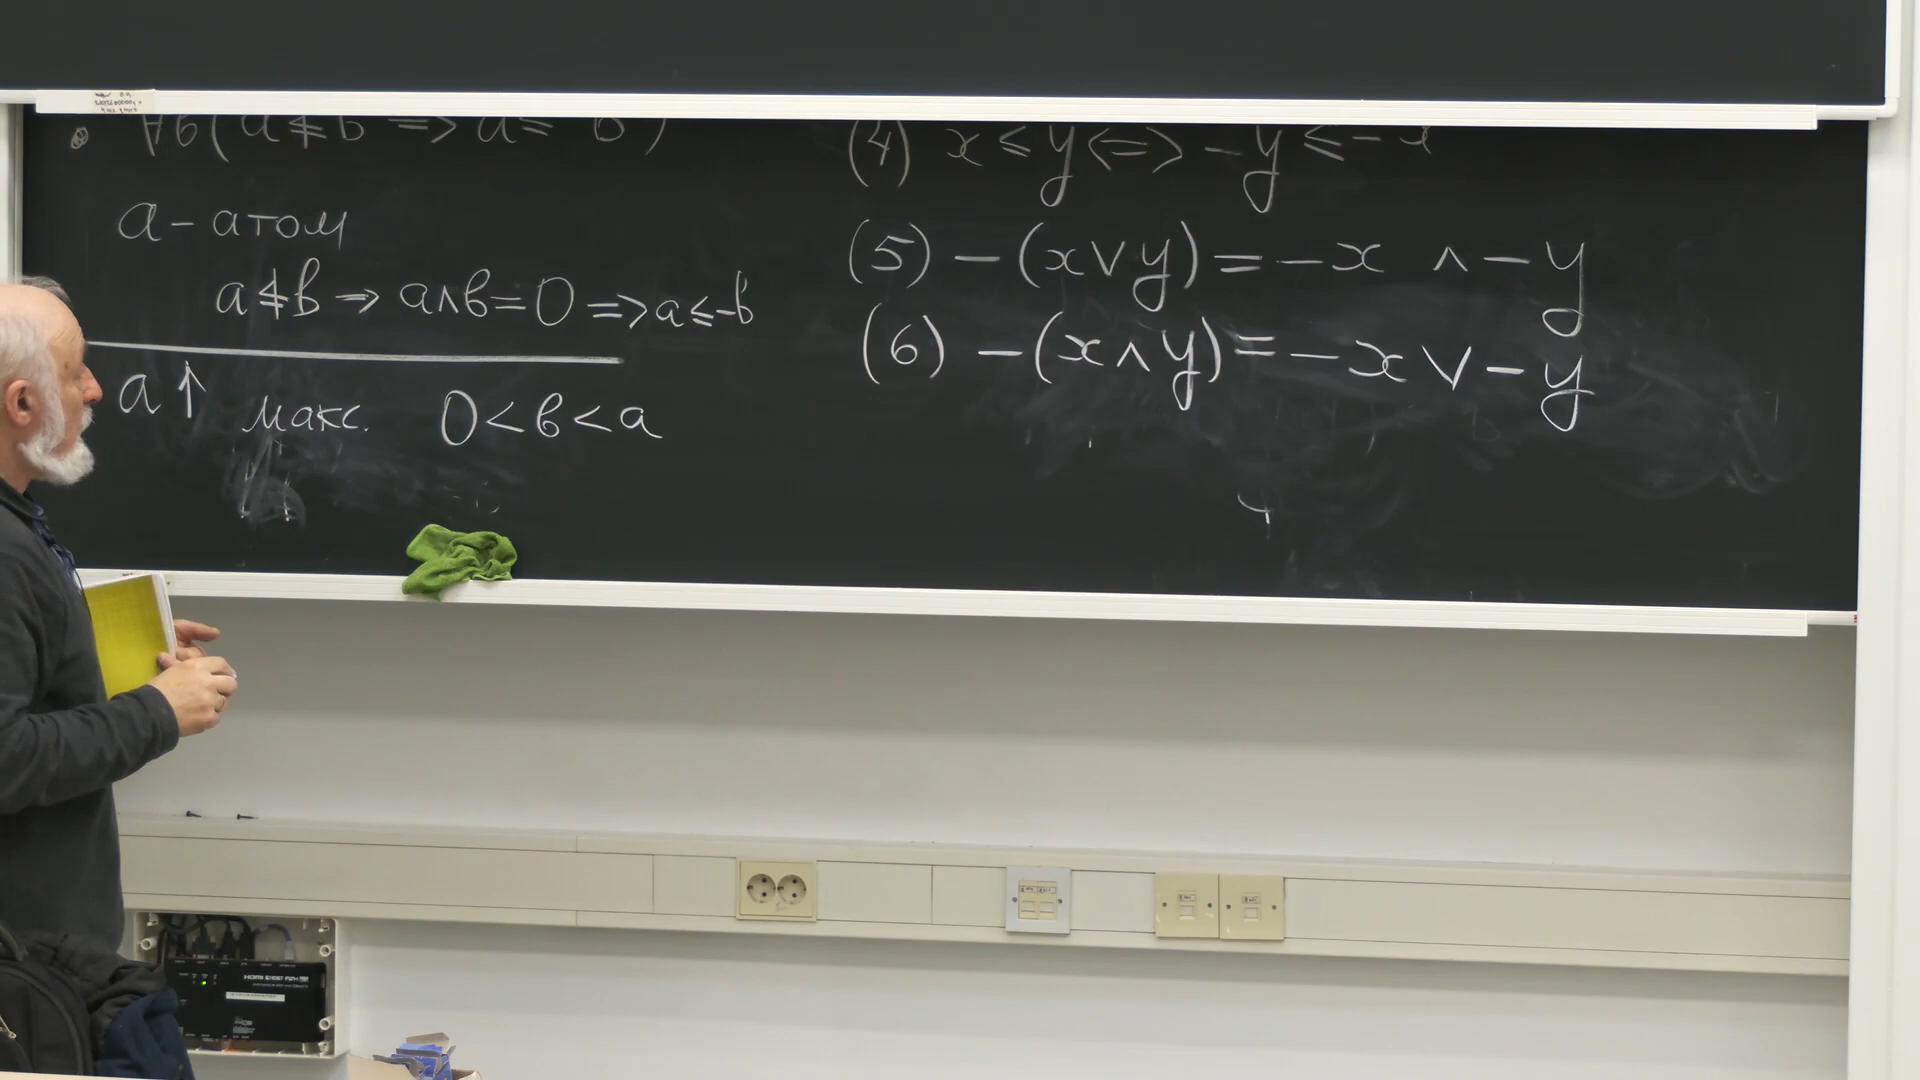 ∀b(a≰b => a≤ b)
a - атом
a≰b => a∧b=0 => a≤-b
a↑ макс. 0<b<a
(4) x≤y <=> -y≤-x
(5) -(x∨y)=-x ∧ -y
(6) -(x∧y)=-x ∨ -y